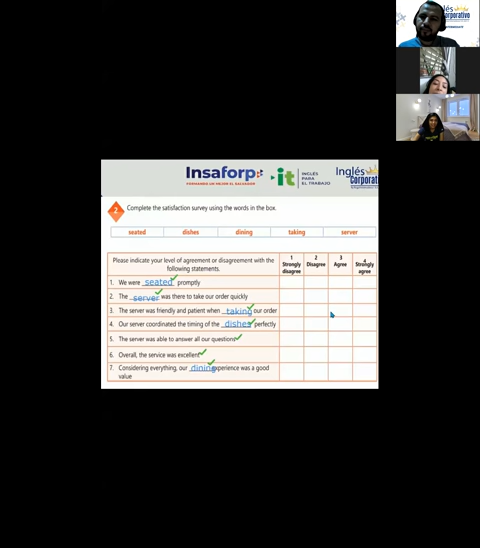 Inglés
Corporativo
Insaforp
FORMANDO UN MEJOR EL SALVADOR
it
INGLÉS
PARA
EL TRABAJO
Inglés
Corporativo
2. Complete the satisfaction survey using the words in the box.
seated dishes dining taking server
Please indicate your level of agreement or disagreement with the
following statements.
1
Strongly
disagree
2
Disagree
3
Agree
4
Strongly
agree
1. We were seated promptly
2. The server was there to take our order quickly
3. The server was friendly and patient when taking our order
4. Our server coordinated the timing of the dishes perfectly
5. The server was able to answer all our questions
6. Overall, the service was excellent
7. Considering everything, our dining experience was a good
value